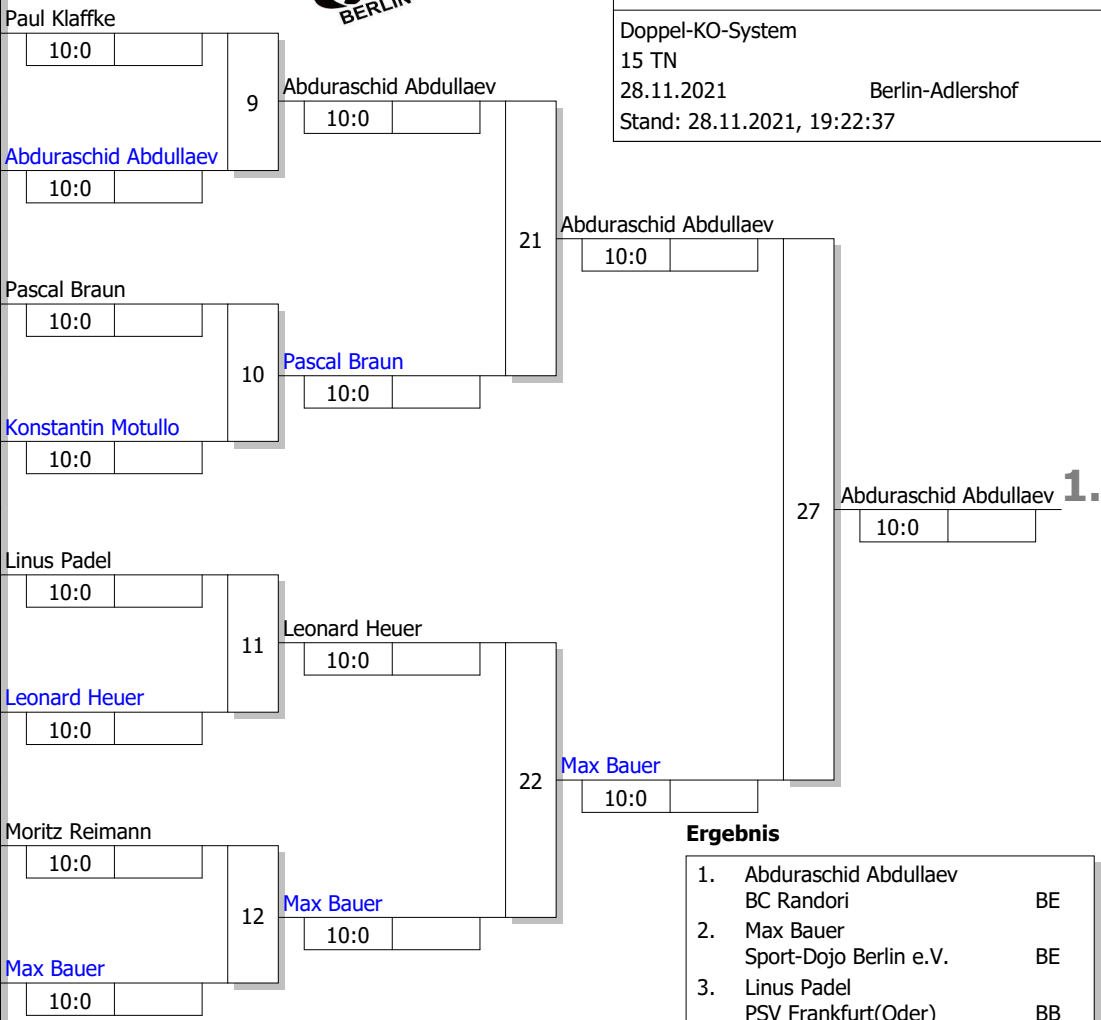 BERLIN
Doppel-KO-System
15 TN
28.11.2021 Berlin-Adlershof
Stand: 28.11.2021, 19:22:37
Paul Klaffke
10:0
9
Abduraschid Abdullaev
10:0
Abduraschid Abdullaev
10:0
21
Abduraschid Abdullaev
10:0
Pascal Braun
10:0
10
Pascal Braun
10:0
Konstantin Motullo
10:0
27
Abduraschid Abdullaev 1.
10:0
Linus Padel
10:0
11
Leonard Heuer
10:0
Leonard Heuer
10:0
22
Max Bauer
10:0
Moritz Reimann
10:0
12
Max Bauer
10:0
Max Bauer
10:0
Ergebnis
1. Abduraschid Abdullaev
BC Randori BE
2. Max Bauer
Sport-Dojo Berlin e.V. BE
3. Linus Padel
PSV Frankfurt(Oder) BB